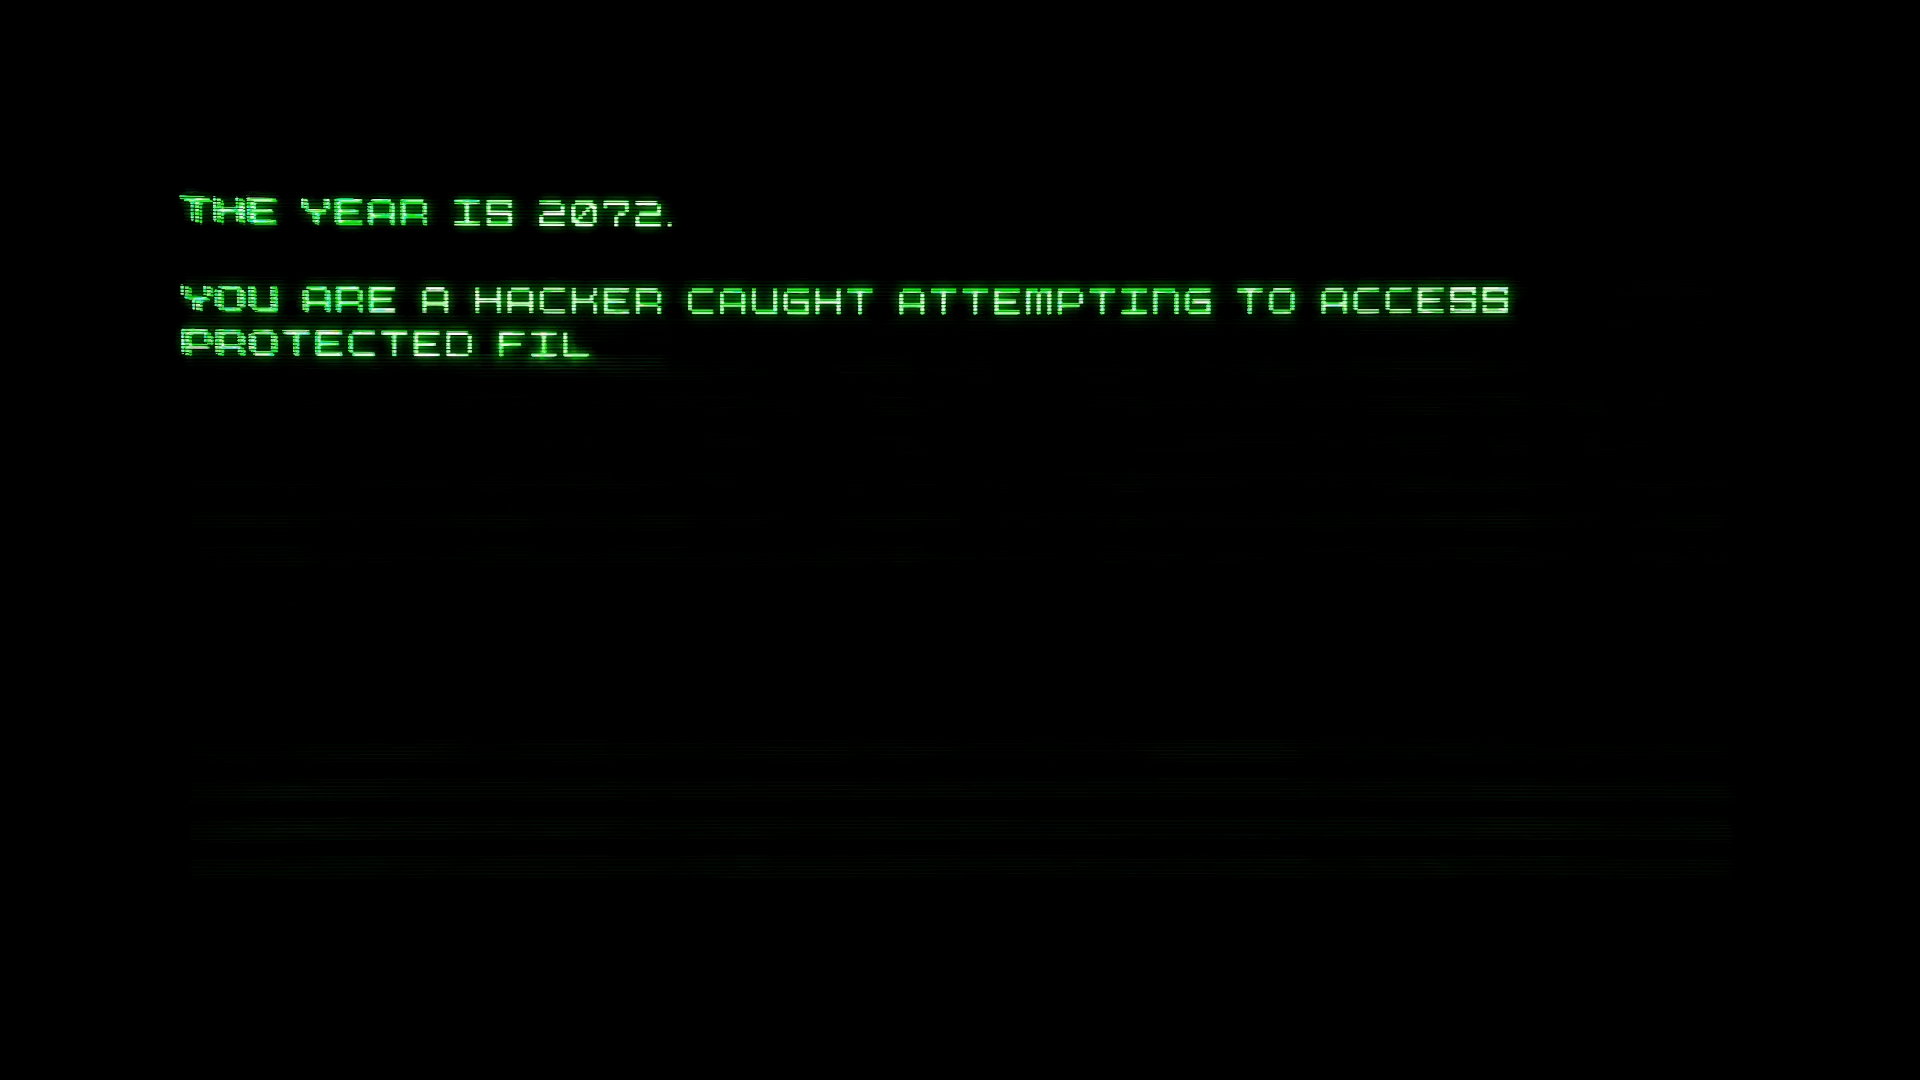 THE YEAR IS 2072.
YOU ARE A HACKER CAUGHT ATTEMPTING TO ACCESS
PROTECTED FIL